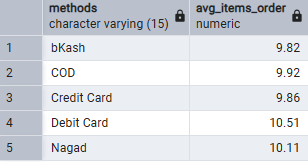 methods avg_items_order
character varying (15) numeric
1 bKash 9.82
2 COD 9.92
3 Credit Card 9.86
4 Debit Card 10.51
5 Nagad 10.11